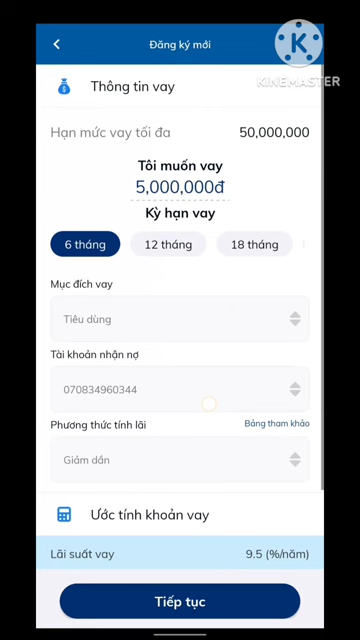 Đăng ký mới
K
KINEMASTER
Thông tin vay
Hạn mức vay tối đa 50,000,000
Tôi muốn vay
5,000,000đ
Kỳ hạn vay
6 tháng 12 tháng 18 tháng
Mục đích vay
Tiêu dùng
Tài khoản nhận nợ
070834960344
Phương thức tính lãi Bảng tham khảo
Giảm dần
Ước tính khoản vay
Lãi suất vay 9.5 (%/năm)
Tiếp tục